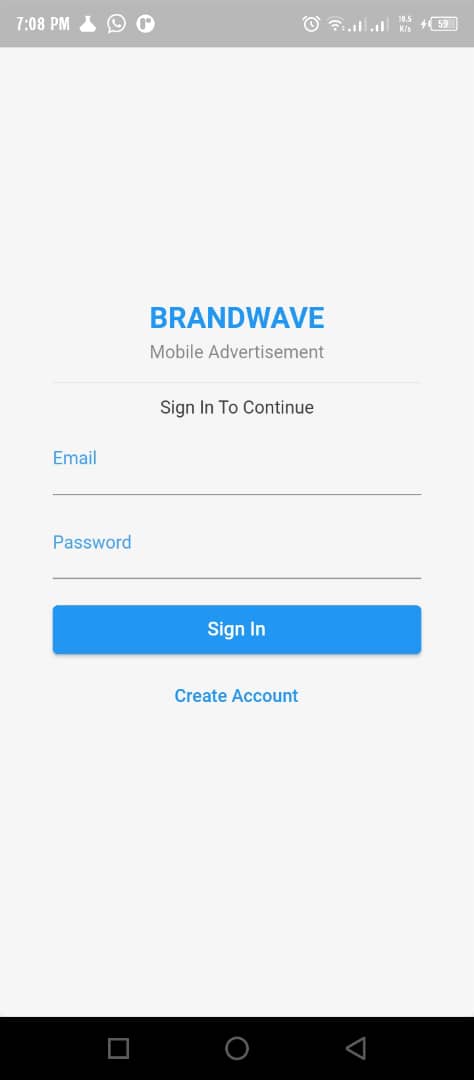 7:08 PM 10.5 K/s 59
BRANDWAVE
Mobile Advertisement
Sign In To Continue
Email
Password
Sign In
Create Account